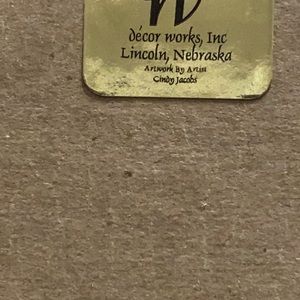 W
décor works, Inc
Lincoln, Nebraska
Artwork By Artist
Cindy Jacobs